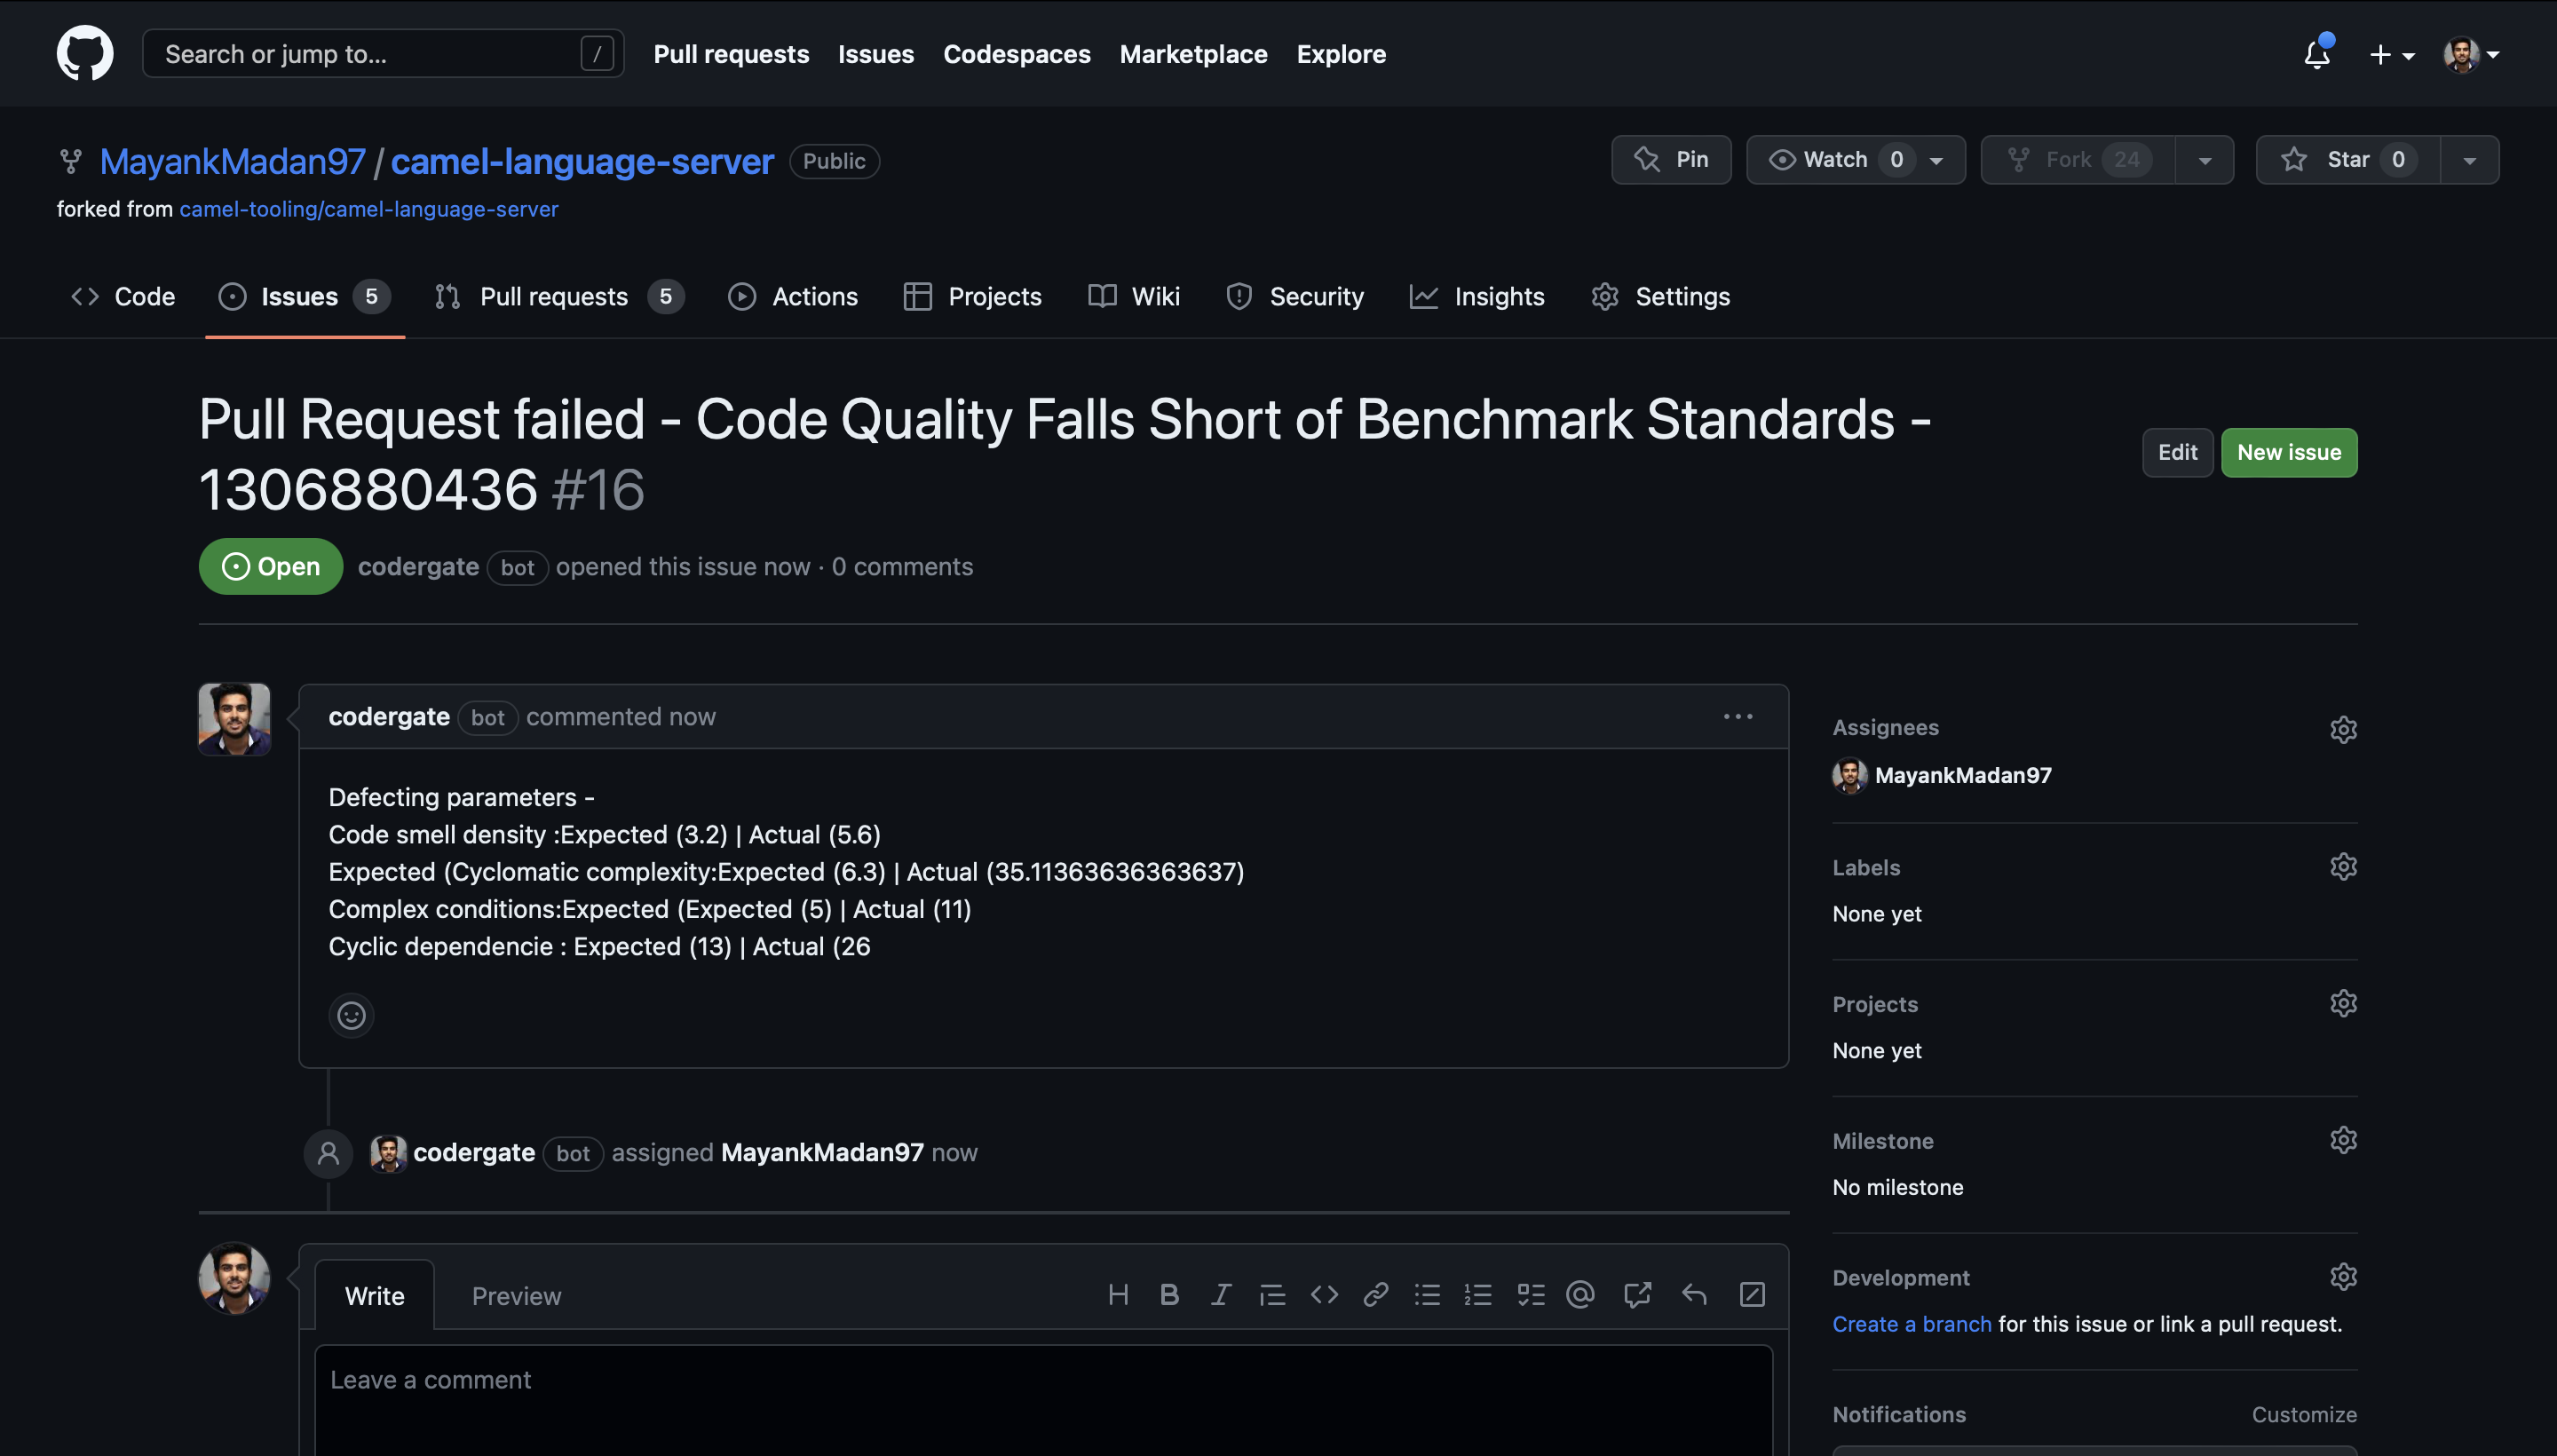 Search or jump to... /
Pull requests Issues Codespaces Marketplace Explore
MayankMadan97 / camel-language-server Public
Pin Watch 0 Fork 24 Star 0
forked from camel-tooling/camel-language-server
Code Issues 5 Pull requests 5 Actions Projects Wiki Security Insights Settings
Pull Request failed - Code Quality Falls Short of Benchmark Standards -
1306880436 #16
Edit New issue
Open codergate bot opened this issue now · 0 comments
codergate bot commented now
Defecting parameters -
Code smell density :Expected (3.2) | Actual (5.6)
Expected (Cyclomatic complexity:Expected (6.3) | Actual (35.11363636363637)
Complex conditions:Expected (Expected (5) | Actual (11)
Cyclic dependencie : Expected (13) | Actual (26
codergate bot assigned MayankMadan97 now
Write Preview
Leave a comment
Assignees
MayankMadan97
Labels
None yet
Projects
None yet
Milestone
No milestone
Development
Create a branch for this issue or link a pull request.
Notifications Customize